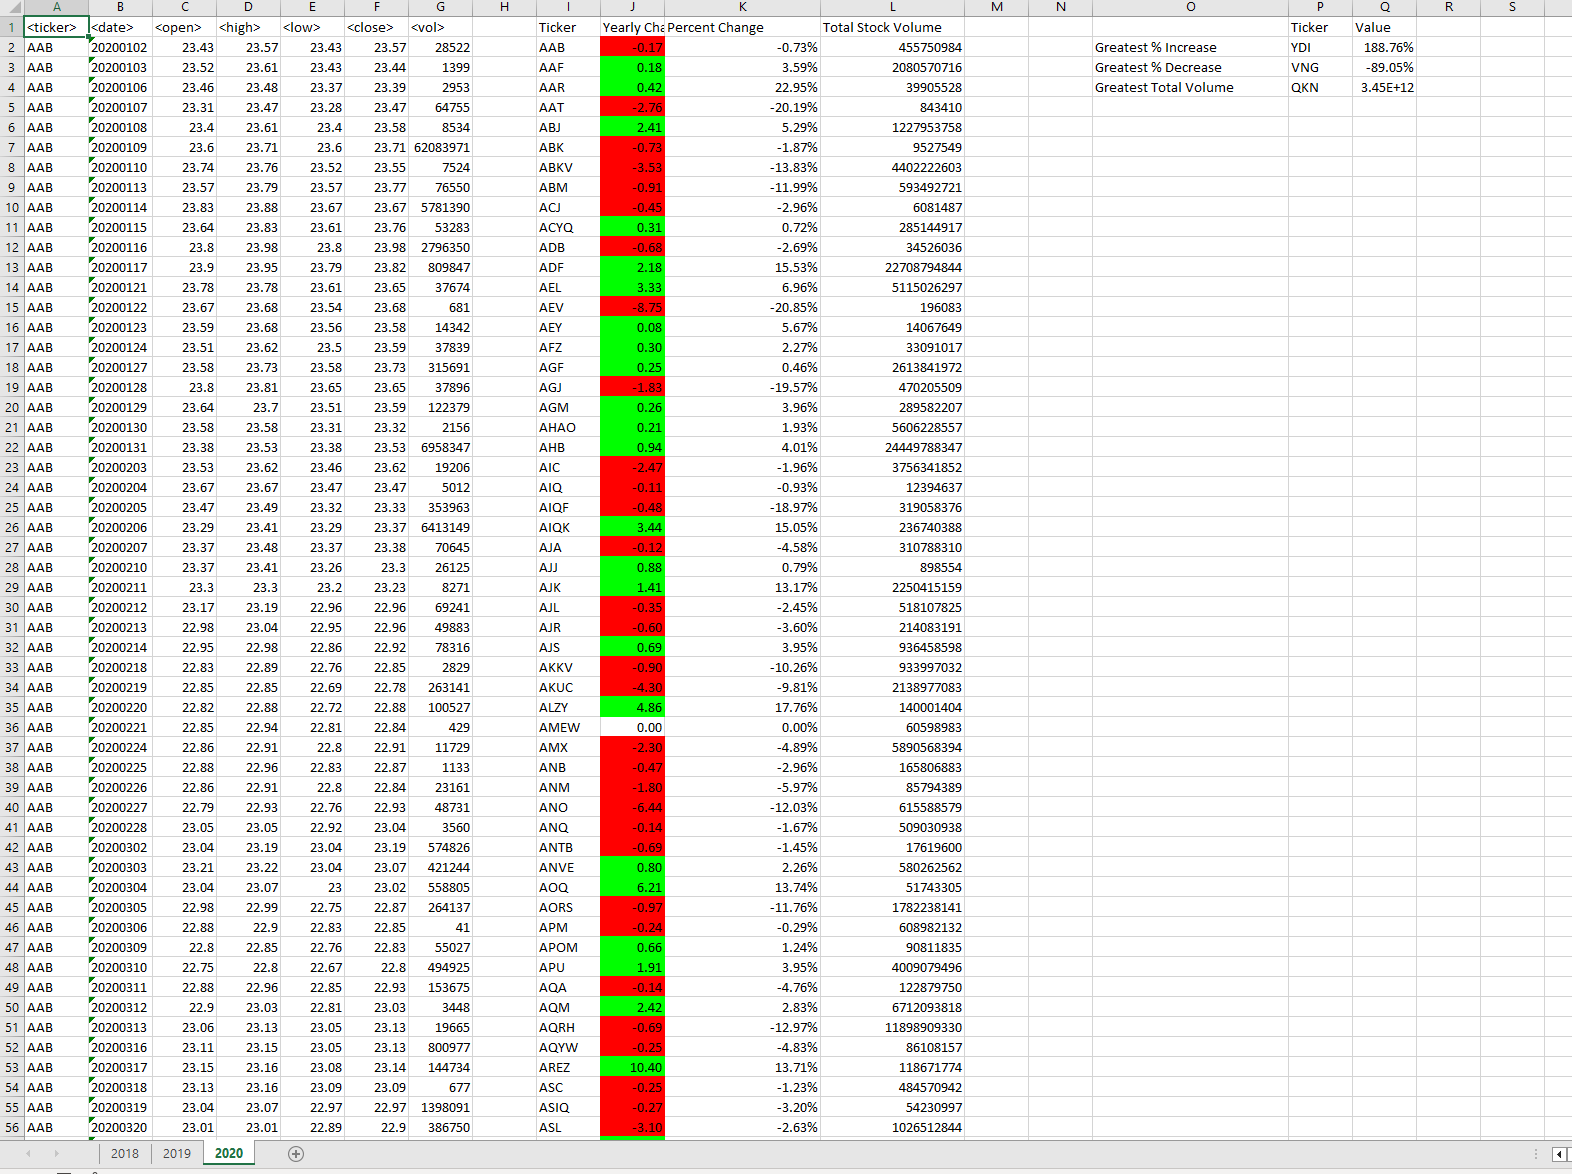 A B C D E F G H I J K L M N O P Q R S
1 <ticker> <date> <open> <high> <low> <close> <vol> Ticker Yearly Cha Percent Change Total Stock Volume Ticker Value
2 AAB 20200102 23.43 23.57 23.43 23.57 28522 AAB -0.17 -0.73% 455750984 Greatest % Increase YDI 188.76%
3 AAB 20200103 23.52 23.61 23.43 23.44 1399 AAF 0.18 3.59% 2080570716 Greatest % Decrease VNG -89.05%
4 AAB 20200106 23.46 23.48 23.37 23.39 2953 AAR 0.42 22.95% 39905528 Greatest Total Volume QKN 3.45E+12
5 AAB 20200107 23.31 23.47 23.28 23.47 64755 AAT -2.76 -20.19% 843410
6 AAB 20200108 23.4 23.61 23.4 23.58 8534 ABJ 2.41 5.29% 1227953758
7 AAB 20200109 23.6 23.71 23.6 23.71 62083971 ABK -0.73 -1.87% 9527549
8 AAB 20200110 23.74 23.76 23.52 23.55 7524 ABKV -3.53 -13.83% 4402222603
9 AAB 20200113 23.57 23.79 23.57 23.77 76550 ABM -0.91 -11.99% 593492721
10 AAB 20200114 23.83 23.88 23.67 23.67 5781390 ACJ -0.45 -2.96% 6081487
11 AAB 20200115 23.64 23.83 23.61 23.76 53283 ACYQ 0.31 0.72% 285144917
12 AAB 20200116 23.8 23.98 23.8 23.98 2796350 ADB -0.68 -2.69% 34526036
13 AAB 20200117 23.9 23.95 23.79 23.82 809847 ADF 2.18 15.53% 22708794844
14 AAB 20200121 23.78 23.78 23.61 23.65 37674 AEL 3.33 6.96% 5115026297
15 AAB 20200122 23.67 23.68 23.54 23.68 681 AEV -8.75 -20.85% 196083
16 AAB 20200123 23.59 23.68 23.56 23.58 14342 AEY 0.08 5.67% 14067649
17 AAB 20200124 23.51 23.62 23.5 23.59 37839 AFZ 0.30 2.27% 33091017
18 AAB 20200127 23.58 23.73 23.58 23.73 315691 AGF 0.25 0.46% 2613841972
19 AAB 20200128 23.8 23.81 23.65 23.65 37896 AGJ -1.83 -19.57% 470205509
20 AAB 20200129 23.64 23.7 23.51 23.59 122379 AGM 0.26 3.96% 289582207
21 AAB 20200130 23.58 23.58 23.31 23.32 2156 AHAO 0.21 1.93% 5606228557
22 AAB 20200131 23.38 23.53 23.38 23.53 6958347 AHB 0.94 4.01% 24449788347
23 AAB 20200203 23.53 23.62 23.46 23.62 19206 AIC -2.47 -1.96% 3756341852
24 AAB 20200204 23.67 23.67 23.47 23.47 5012 AIQ -0.11 -0.93% 12394637
25 AAB 20200205 23.47 23.49 23.32 23.33 353963 AIQF -0.48 -18.97% 319058376
26 AAB 20200206 23.29 23.41 23.29 23.37 6413149 AIQK 3.44 15.05% 236740388
27 AAB 20200207 23.37 23.48 23.37 23.38 70645 AJA -0.12 -4.58% 310788310
28 AAB 20200210 23.37 23.41 23.26 23.3 26125 AJJ 0.88 0.79% 898554
29 AAB 20200211 23.3 23.3 23.2 23.23 8271 AJK 1.41 13.17% 2250415159
30 AAB 20200212 23.17 23.19 22.96 22.96 69241 AJL -0.35 -2.45% 518107825
31 AAB 20200213 22.98 23.04 22.95 22.96 49883 AJR -0.60 -3.60% 214083191
32 AAB 20200214 22.95 22.98 22.86 22.92 78316 AJS 0.69 3.95% 936458598
33 AAB 20200218 22.83 22.89 22.76 22.85 2829 AKKV -0.90 -10.26% 933997032
34 AAB 20200219 22.85 22.85 22.69 22.78 263141 AKUC -4.30 -9.81% 2138977083
35 AAB 20200220 22.82 22.88 22.72 22.88 100527 ALZY 4.86 17.76% 140001404
36 AAB 20200221 22.85 22.94 22.81 22.84 429 AMEW 0.00 0.00% 60598983
37 AAB 20200224 22.86 22.91 22.8 22.91 11729 AMX -2.30 -4.89% 5890568394
38 AAB 20200225 22.88 22.96 22.83 22.87 1133 ANB -0.47 -2.96% 165806883
39 AAB 20200226 22.86 22.91 22.8 22.84 23161 ANM -1.80 -5.97% 85794389
40 AAB 20200227 22.79 22.93 22.76 22.93 48731 ANO -6.44 -12.03% 615588579
41 AAB 20200228 23.05 23.05 22.92 23.04 3560 ANQ -0.14 -1.67% 509030938
42 AAB 20200302 23.04 23.19 23.04 23.19 574826 ANTB -0.69 -1.45% 17619600
43 AAB 20200303 23.21 23.22 23.04 23.07 421244 ANVE 0.80 2.26% 580262562
44 AAB 20200304 23.04 23.07 23 23.02 558805 AOQ 6.21 13.74% 51743305
45 AAB 20200305 22.98 22.99 22.75 22.87 264137 AORS -0.97 -11.76% 1782238141
46 AAB 20200306 22.88 22.9 22.83 22.85 41 APM -0.24 -0.29% 608982132
47 AAB 20200309 22.8 22.85 22.76 22.83 55027 APOM 0.66 1.24% 90811835
48 AAB 20200310 22.75 22.8 22.67 22.8 494925 APU 1.91 3.95% 4009079496
49 AAB 20200311 22.88 22.96 22.85 22.93 153675 AQA -0.14 -4.76% 122879750
50 AAB 20200312 22.9 23.03 22.81 23.03 3448 AQM 2.42 2.83% 6712093818
51 AAB 20200313 23.06 23.13 23.05 23.13 19665 AQRH -0.69 -12.97% 11898909330
52 AAB 20200316 23.11 23.15 23.05 23.13 800977 AQYW -0.25 -4.83% 86108157
53 AAB 20200317 23.15 23.16 23.08 23.14 144734 AREZ 10.40 13.71% 118671774
54 AAB 20200318 23.13 23.16 23.09 23.09 677 ASC -0.25 -1.23% 484570942
55 AAB 20200319 23.04 23.07 22.97 22.97 1398091 ASIQ -0.27 -3.20% 54230997
56 AAB 20200320 23.01 23.01 22.89 22.9 386750 ASL -3.10 -2.63% 1026512844
2018 2019 2020